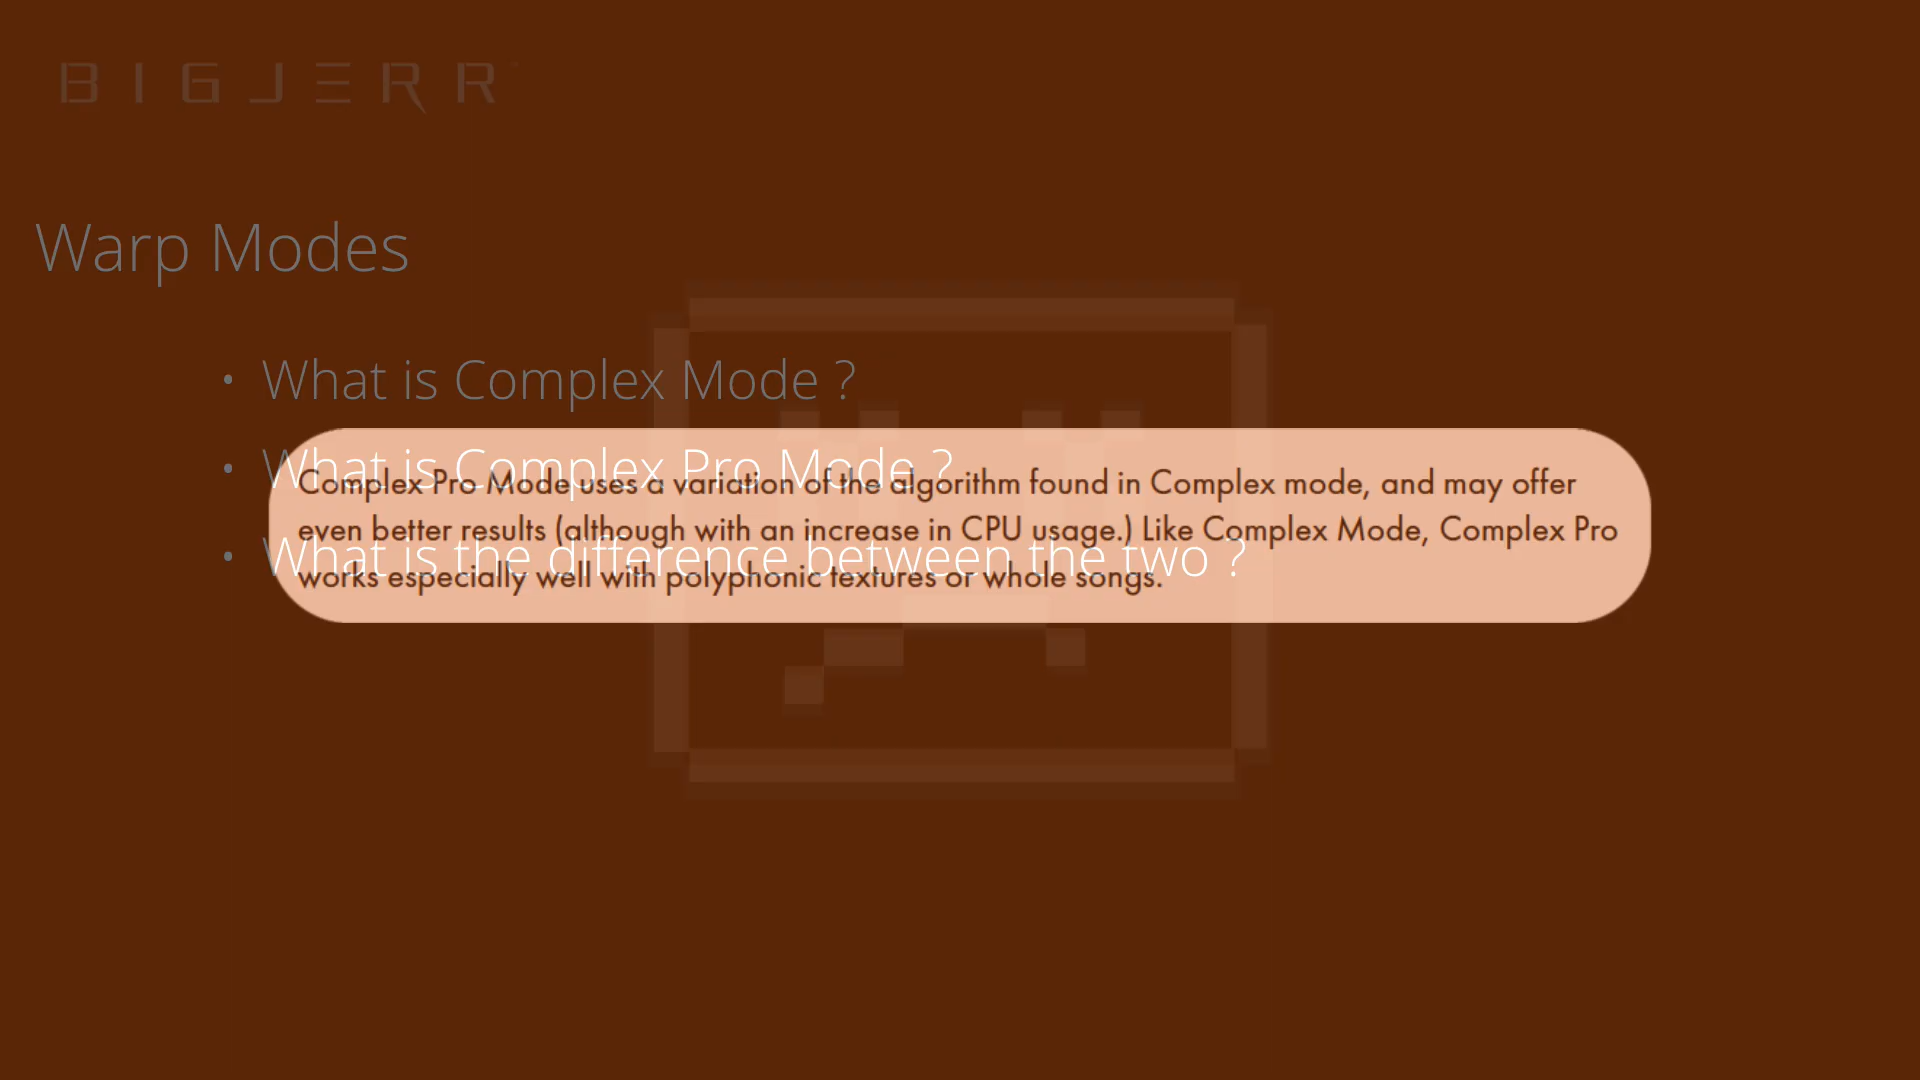 BIGJERR
Warp Modes
• What is Complex Mode ?
• What is Complex Pro Mode ?
• What is the difference between the two ?
Complex Pro Mode uses a variation of the algorithm found in Complex mode, and may offer
even better results (although with an increase in CPU usage.) Like Complex Mode, Complex Pro
works especially well with polyphonic textures or whole songs.